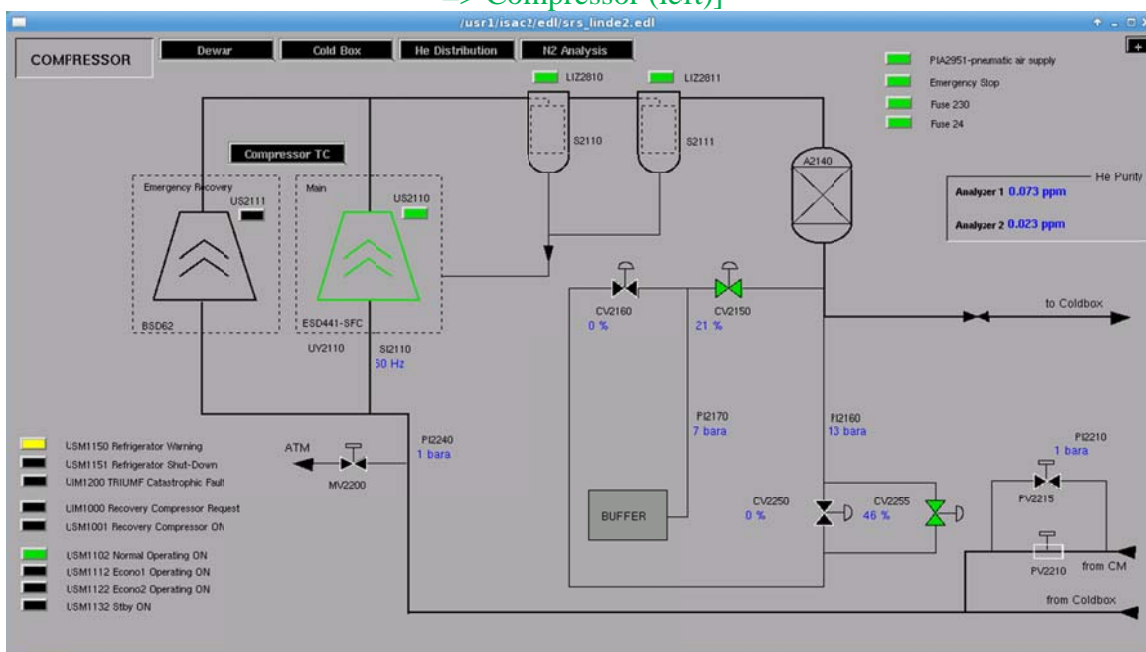 => Compressor (left)]
/usr1/isac2/edl/srs_linde2.edl
COMPRESSOR
Dewar
Cold Box
He Distribution
N2 Analysis
+
LIZ2810
LIZ2811
PIA2951-pneumatic air supply
Emergency Stop
Fuse 230
Fuse 24
S2110
S2111
Compressor TC
A2140
He Purity
Analyzer 1 0.073 ppm
Analyzer 2 0.023 ppm
Emergency Recovery
US2111
Main
US2110
BSD62
ESD441-SFC
UY2110
SI2110
60 Hz
CV2160
0 %
CV2150
21 %
to Coldbox
PI2170
7 bara
PI2160
13 bara
PI2240
1 bara
ATM
MV2200
PI2210
1 bara
PV2215
BUFFER
CV2250
0 %
CV2255
46 %
PV2210
from CM
from Coldbox
USM1150 Refrigerator Warning
USM1151 Refrigerator Shut-Down
UIM1200 TRIUMF Catastrophic Fault
UIM1000 Recovery Compressor Request
USM1001 Recovery Compressor ON
USM1102 Normal Operating ON
USM1112 Econo1 Operating ON
USM1122 Econo2 Operating ON
USM1132 Stby ON